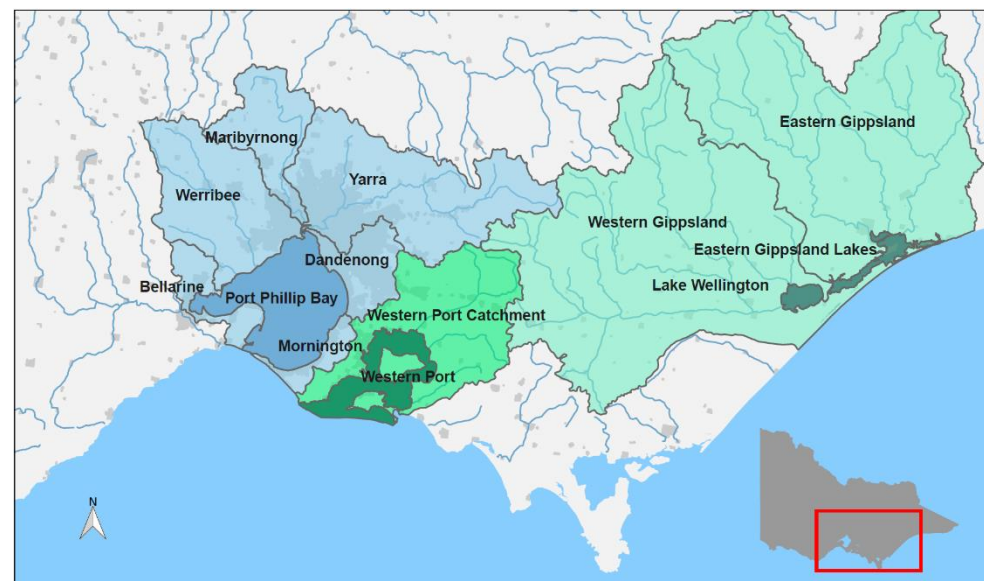 Eastern Gippsland
Maribyrnong
Yarra
Werribee
Western Gippsland
Eastern Gippsland Lakes
Dandenong
Bellarine
Lake Wellington
Port Phillip Bay
Western Port Catchment
Mornington
Western Port
N